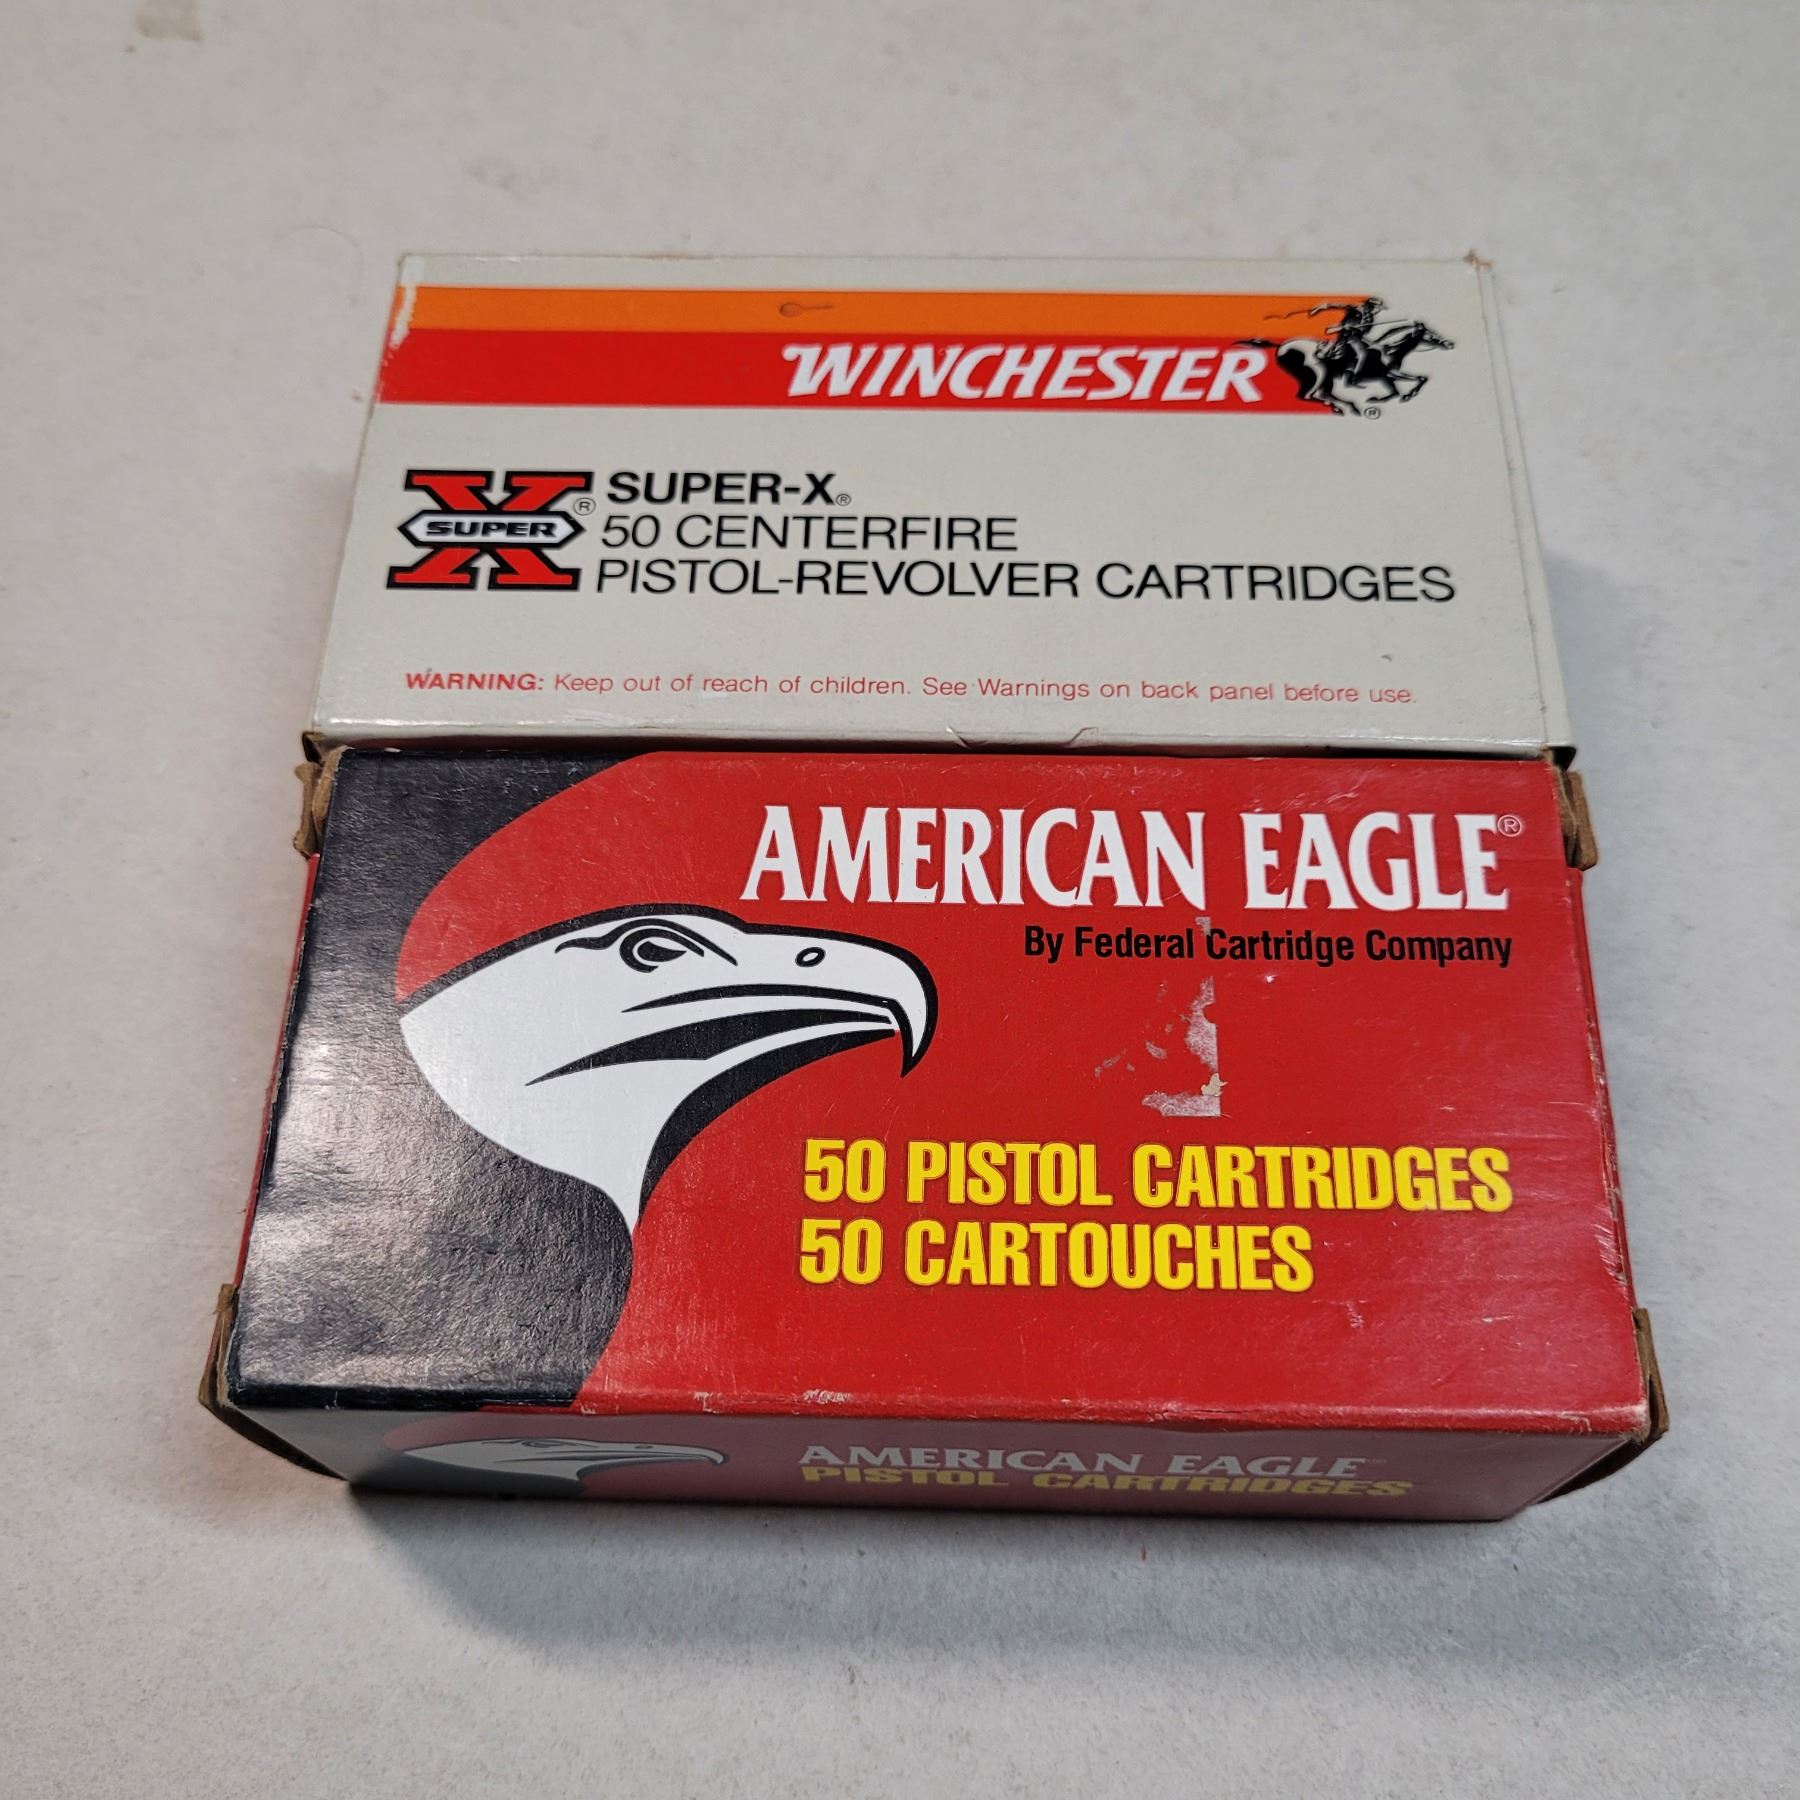 WINCHESTER®
SUPER®
SUPER-X®
50 CENTERFIRE
PISTOL-REVOLVER CARTRIDGES
WARNING: Keep out of reach of children. See Warnings on back panel before use.
AMERICAN EAGLE®
By Federal Cartridge Company
50 PISTOL CARTRIDGES
50 CARTOUCHES
AMERICAN EAGLE™
PISTOL CARTRIDGES